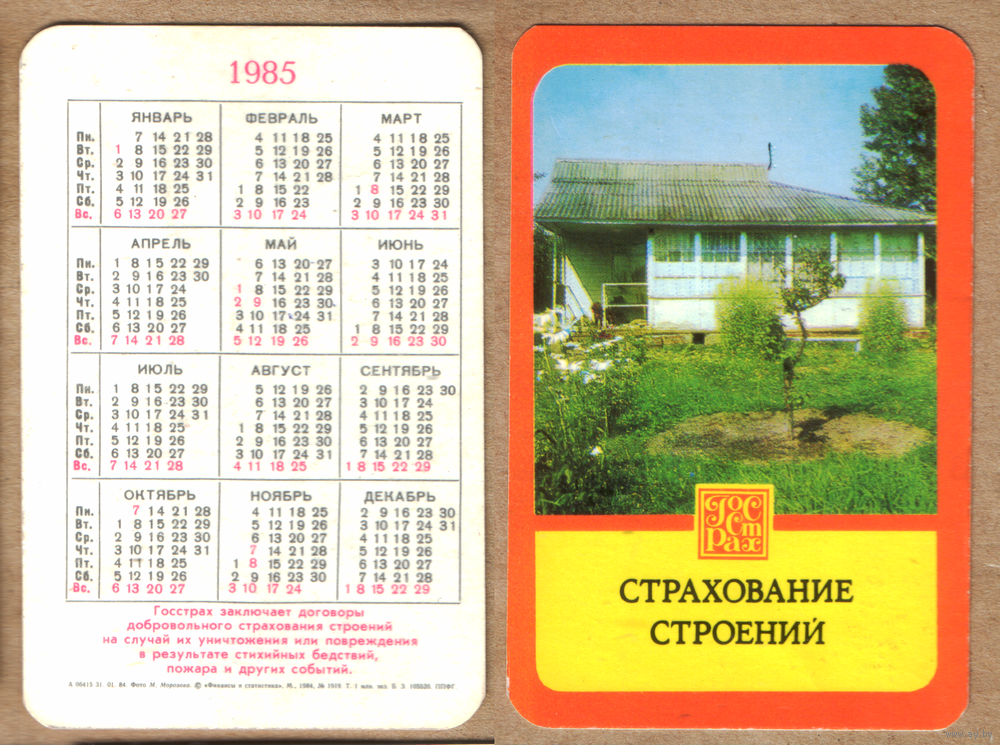 1985
ЯНВАРЬ ФЕВРАЛЬ МАРТ
Пн. 7 14 21 28 4 11 18 25 4 11 18 25
Вт. 1 8 15 22 29 5 12 19 26 5 12 19 26
Ср. 2 9 16 23 30 6 13 20 27 6 13 20 27
Чт. 3 10 17 24 31 7 14 21 28 7 14 21 28
Пт. 4 11 18 25 1 8 15 22 1 8 15 22 29
Сб. 5 12 19 26 2 9 16 23 2 9 16 23 30
Вс. 6 13 20 27 3 10 17 24 3 10 17 24 31
АПРЕЛЬ МАЙ ИЮНЬ
Пн. 1 8 15 22 29 6 13 20 27 3 10 17 24
Вт. 2 9 16 23 30 7 14 21 28 4 11 18 25
Ср. 3 10 17 24 1 8 15 22 29 5 12 19 26
Чт. 4 11 18 25 2 9 16 23 30 6 13 20 27
Пт. 5 12 19 26 3 10 17 24 31 7 14 21 28
Сб. 6 13 20 27 4 11 18 25 1 8 15 22 29
Вс. 7 14 21 28 5 12 19 26 2 9 16 23 30
ИЮЛЬ АВГУСТ СЕНТЯБРЬ
Пн. 1 8 15 22 29 5 12 19 26 2 9 16 23 30
Вт. 2 9 16 23 30 6 13 20 27 3 10 17 24
Ср. 3 10 17 24 31 7 14 21 28 4 11 18 25
Чт. 4 11 18 25 1 8 15 22 29 5 12 19 26
Пт. 5 12 19 26 2 9 16 23 30 6 13 20 27
Сб. 6 13 20 27 3 10 17 24 31 7 14 21 28
Вс. 7 14 21 28 4 11 18 25 1 8 15 22 29
ОКТЯБРЬ НОЯБРЬ ДЕКАБРЬ
Пн. 7 14 21 28 4 11 18 25 2 9 16 23 30
Вт. 1 8 15 22 29 5 12 19 26 3 10 17 24 31
Ср. 2 9 16 23 30 6 13 20 27 4 11 18 25
Чт. 3 10 17 24 31 7 14 21 28 5 12 19 26
Пт. 4 11 18 25 1 8 15 22 29 6 13 20 27
Сб. 5 12 19 26 2 9 16 23 30 7 14 21 28
Вс. 6 13 20 27 3 10 17 24 1 8 15 22 29
Госстрах заключает договоры
добровольного страхования строений
на случай их уничтожения или повреждения
в результате стихийных бедствий,
пожара и других событий.
А 06415 31. 01. 84. Фото М. Морозова. © «Финансы и статистика», М., 1984, № 1919. Т. 1 млн. экз. Б. З. ППФГ
ГОС
СТ
РАХ
СТРАХОВАНИЕ
СТРОЕНИЙ